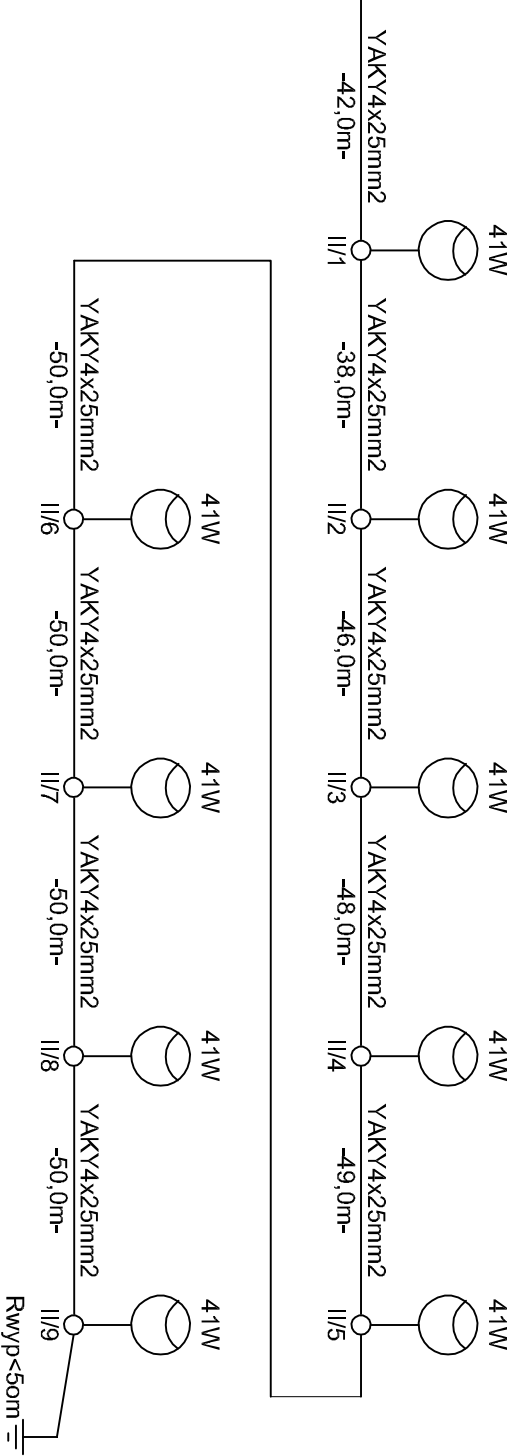 41W
41W
41W
41W
41W
YAKY4x25mm2
YAKY4x25mm2
YAKY4x25mm2
YAKY4x25mm2
YAKY4x25mm2
-42,0m-
II/1
-38,0m-
II/2
-46,0m-
II/3
-48,0m-
II/4
-49,0m-
II/5
41W
41W
41W
41W
YAKY4x25mm2
YAKY4x25mm2
YAKY4x25mm2
YAKY4x25mm2
-50,0m-
II/6
-50,0m-
II/7
-50,0m-
II/8
-50,0m-
II/9
Rwyp<5om